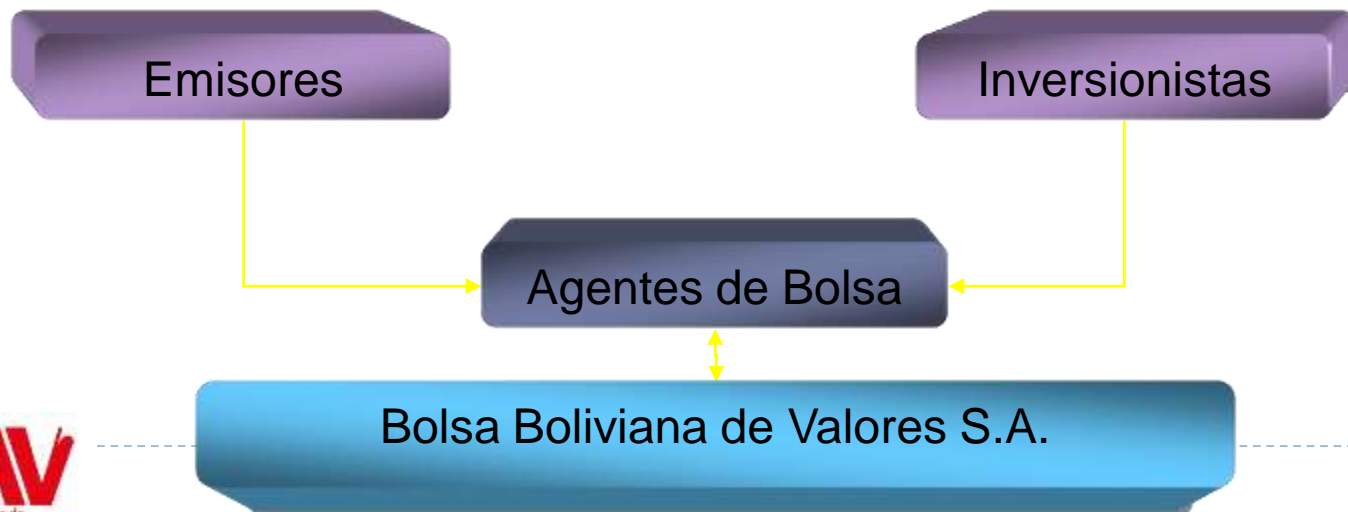 Emisores
Inversionistas
Agentes de Bolsa
Bolsa Boliviana de Valores S.A.